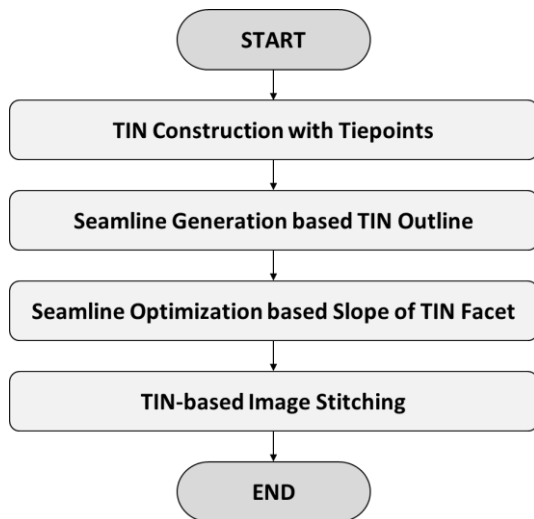 START
TIN Construction with Tiepoints
Seamline Generation based TIN Outline
Seamline Optimization based Slope of TIN Facet
TIN-based Image Stitching
END